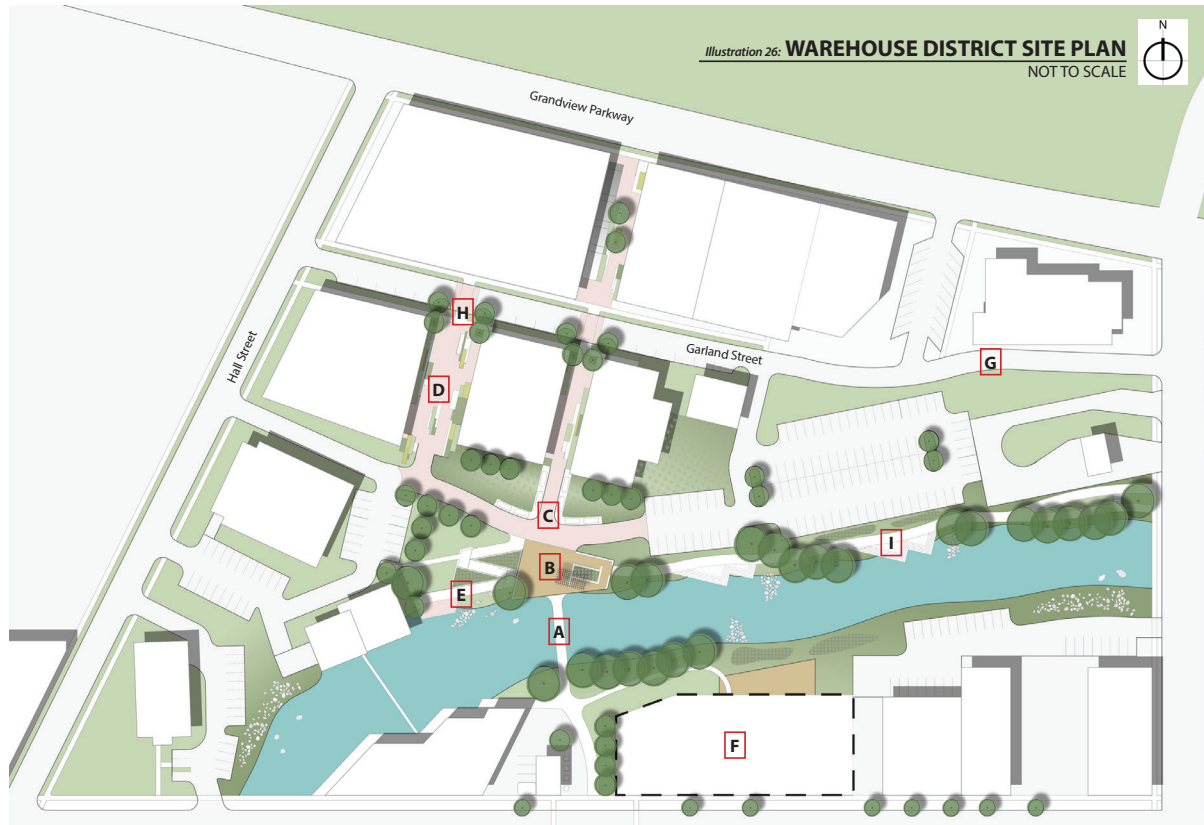 Illustration 26: WAREHOUSE DISTRICT SITE PLAN
NOT TO SCALE
N
Grandview Parkway
Hall Street
Garland Street
H
G
D
C
I
B
E
A
F